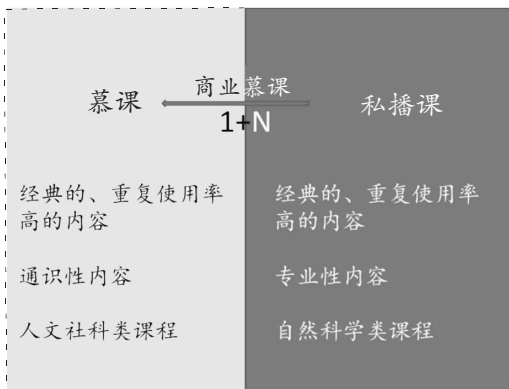 商业慕课
慕课
私播课
1+N
经典的、重复使用率
高的内容
通识性内容
人文社科类课程
经典的、重复使用率
高的内容
专业性内容
自然科学类课程